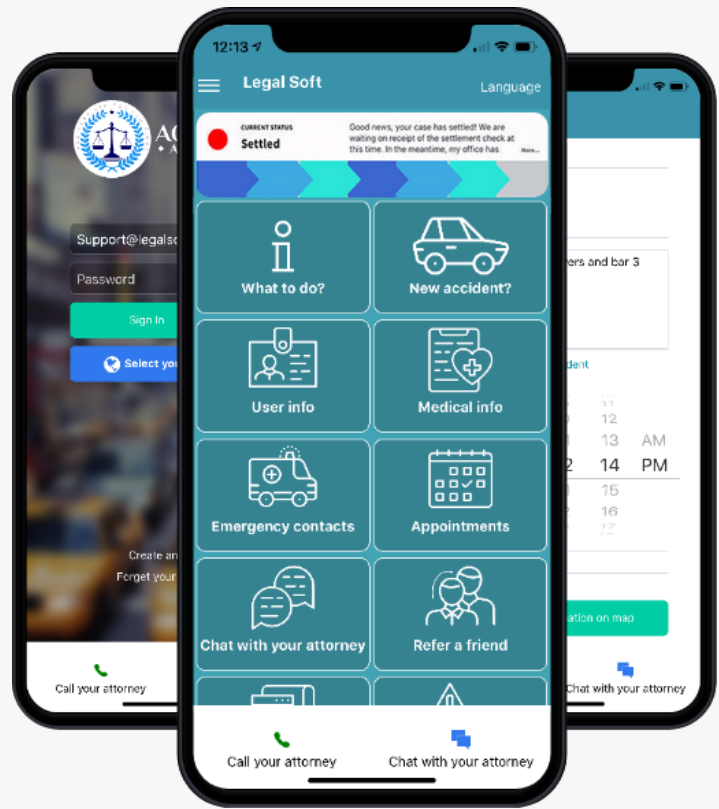 12:13
Legal Soft
Language
CURRENT STATUS
Settled
Good news, your case has settled! We are
waiting on receipt of the settlement check at
this time. In the meantime, my office has
More...
What to do?
New accident?
User info
Medical info
Emergency contacts
Appointments
Chat with your attorney
Refer a friend
Call your attorney
Chat with your attorney
AC
A
Support@legalso
Password
Sign In
Select you
Create an
Forget your
Call your attorney
ers and bar 3
dent
11
12
13 AM
2 14 PM
15
16
17
ation on map
Chat with your attorney